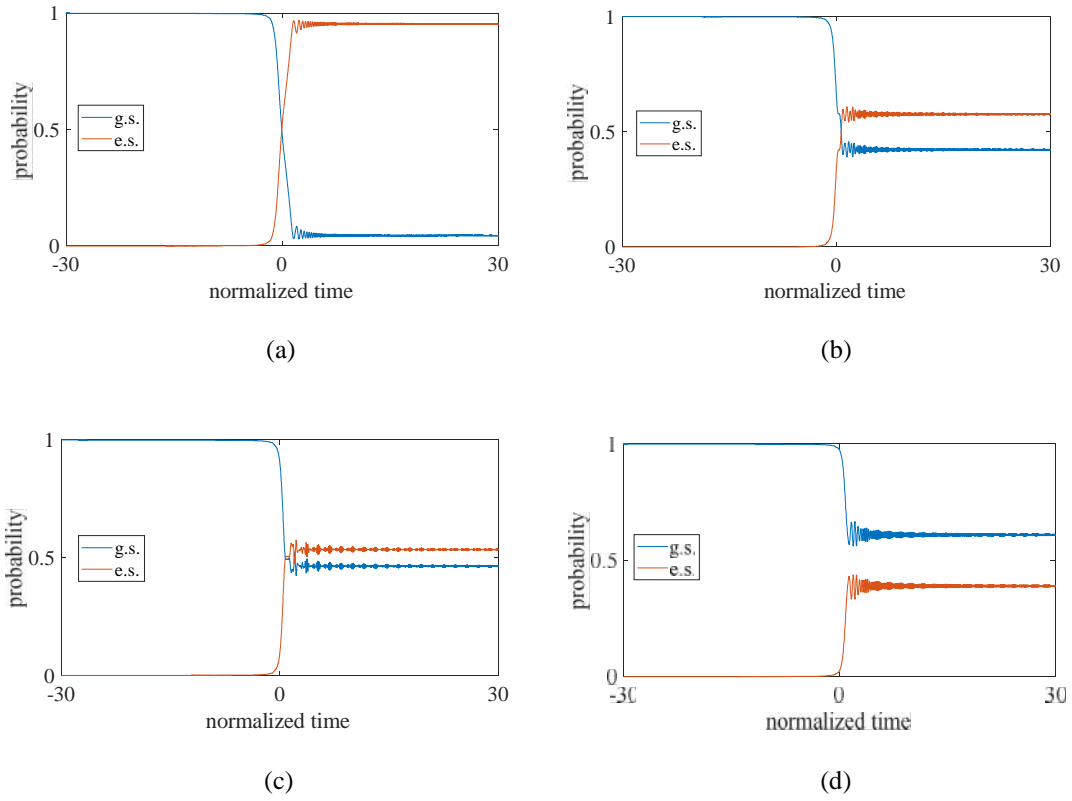 1
probability
0.5
g.s.
e.s.
0
-30
0
30
normalized time
(a)
1
probability
0.5
g.s.
e.s.
0
-30
0
30
normalized time
(b)
1
probability
0.5
g.s.
e.s.
0
-30
0
30
normalized time
(c)
1
probability
0.5
g.s.
e.s.
0
-30
0
30
normalized time
(d)